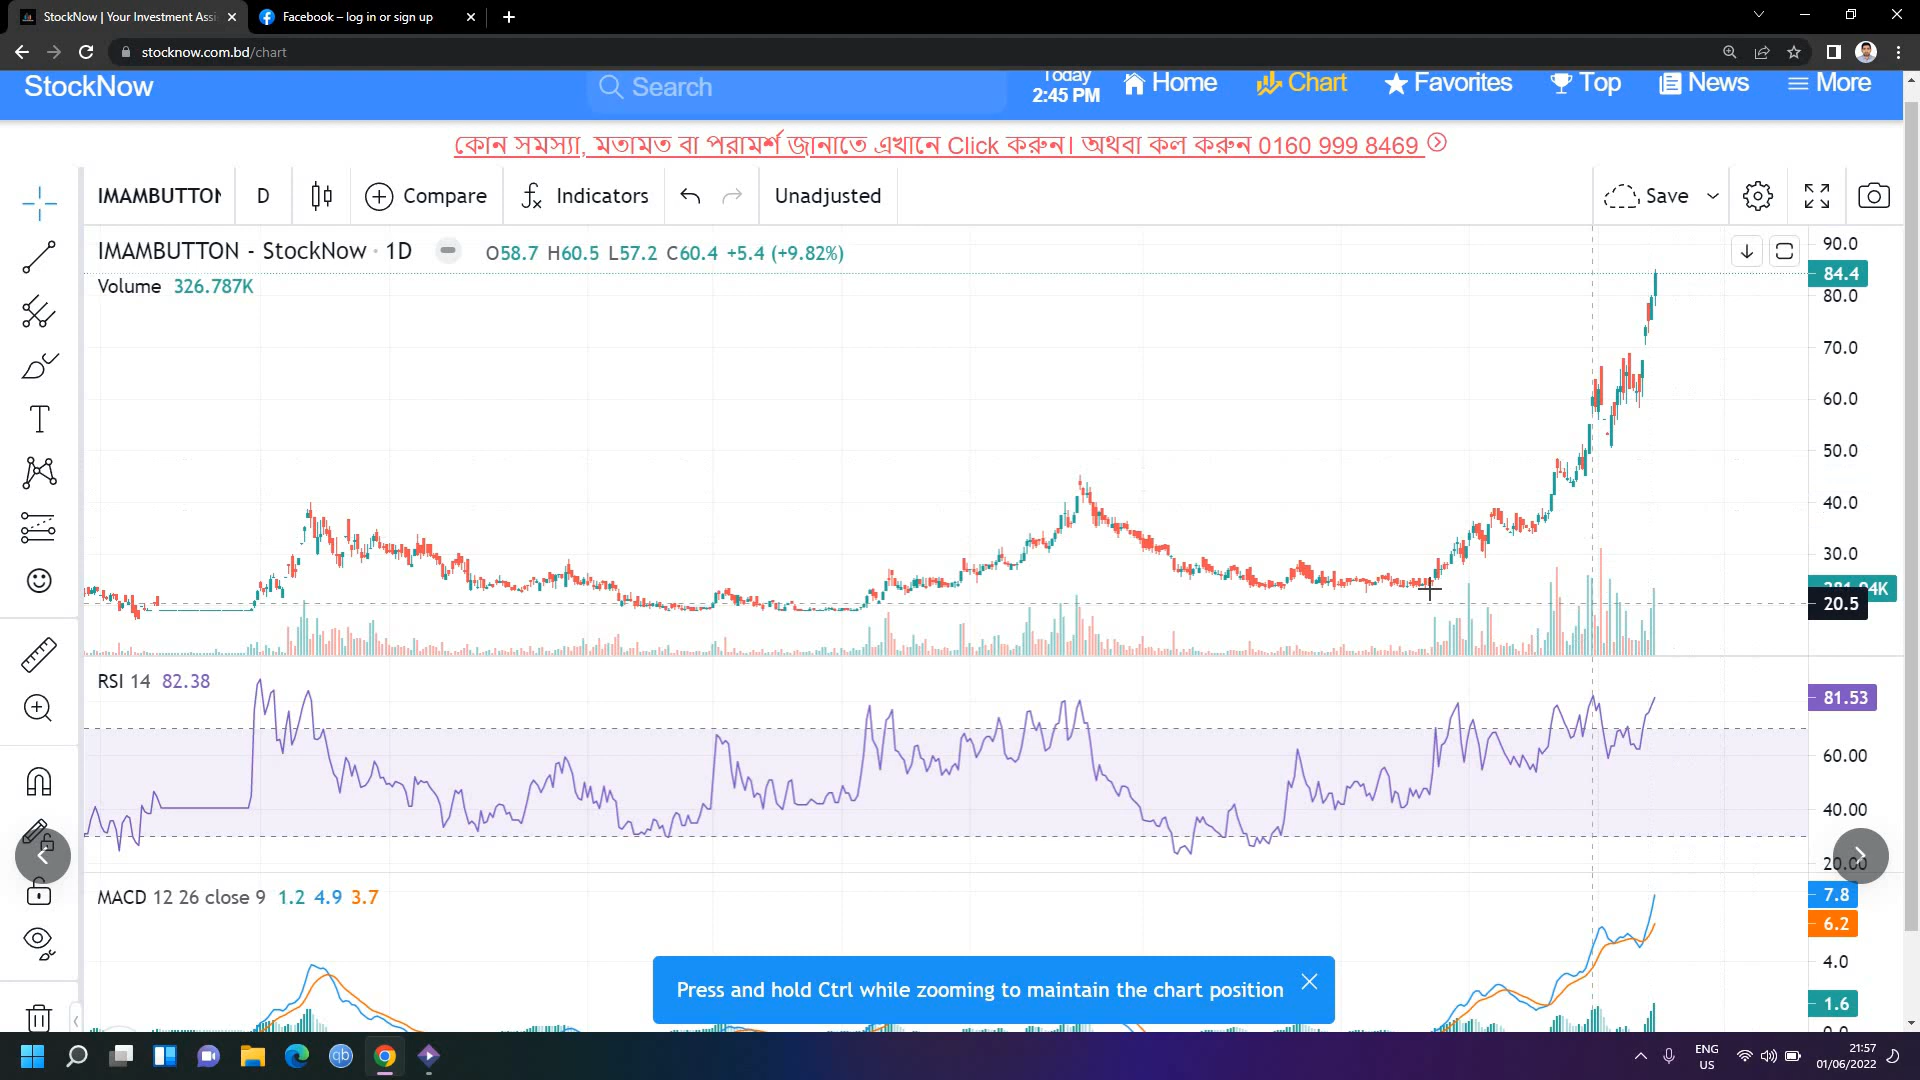 StockNow | Your Investment Assi
Facebook – log in or sign up
stocknow.com.bd/chart
StockNow
Search
Today
2:45 PM
Home
Chart
Favorites
Top
News
More
কোন সমস্যা, মতামত বা পরামর্শ জানাতে এখানে Click করুন। অথবা কল করুন 0160 999 8469
IMAMBUTTON
D
Compare
Indicators
Unadjusted
Save
IMAMBUTTON - StockNow · 1D
O58.7 H60.5 L57.2 C60.4 +5.4 (+9.82%)
Volume 326.787K
90.0
84.4
80.0
70.0
60.0
50.0
40.0
30.0
20.5
RSI 14 82.38
81.53
60.00
40.00
20.00
MACD 12 26 close 9 1.2 4.9 3.7
7.8
6.2
4.0
1.6
Press and hold Ctrl while zooming to maintain the chart position
qb
ENG
US
21:57
01/06/2022